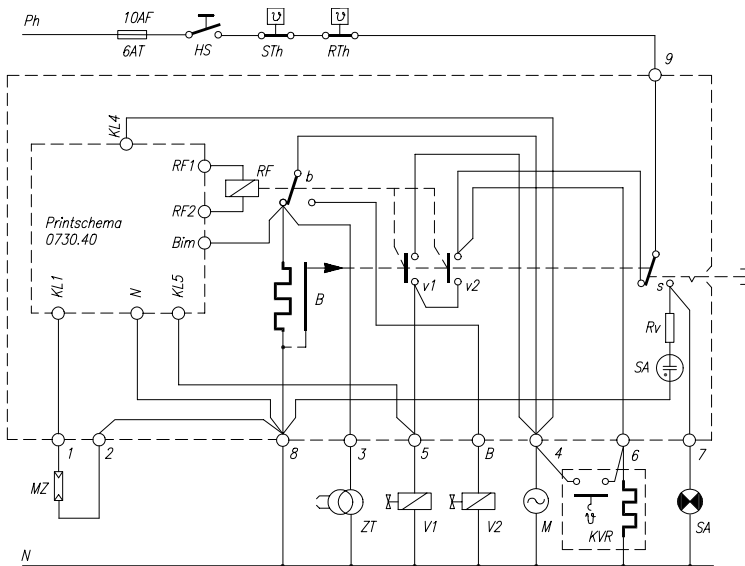 Ph
10AF
6AT
HS
STh
RTh
9
KL4
RF1
RF
b
RF2
Printschema
0730.40
Bim
KL1
N
KL5
B
v1
v2
s
Rv
SA
1
2
8
3
5
B
4
6
7
MZ
ZT
V1
V2
M
KVR
SA
N